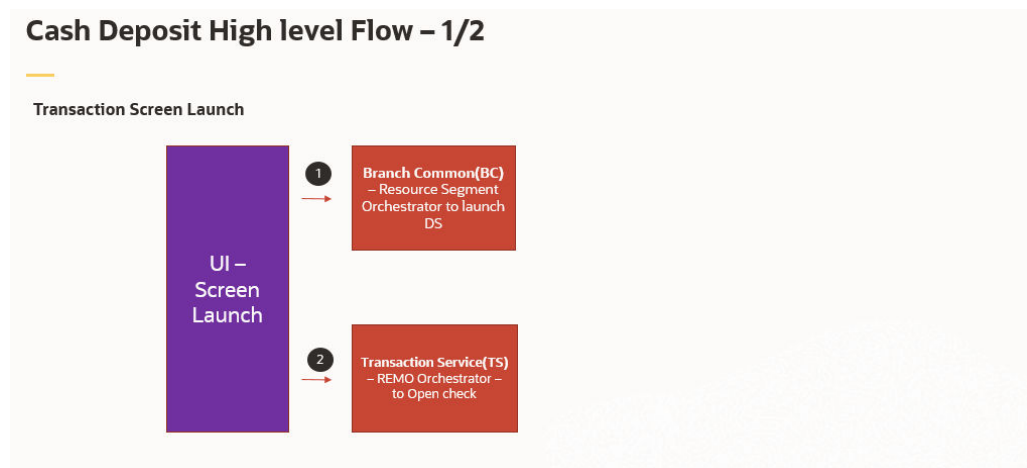 Cash Deposit High level Flow – 1/2
Transaction Screen Launch
UI –
Screen
Launch
1
Branch Common(BC)
– Resource Segment
Orchestrator to launch
DS
2
Transaction Service(TS)
– REMO Orchestrator –
to Open check